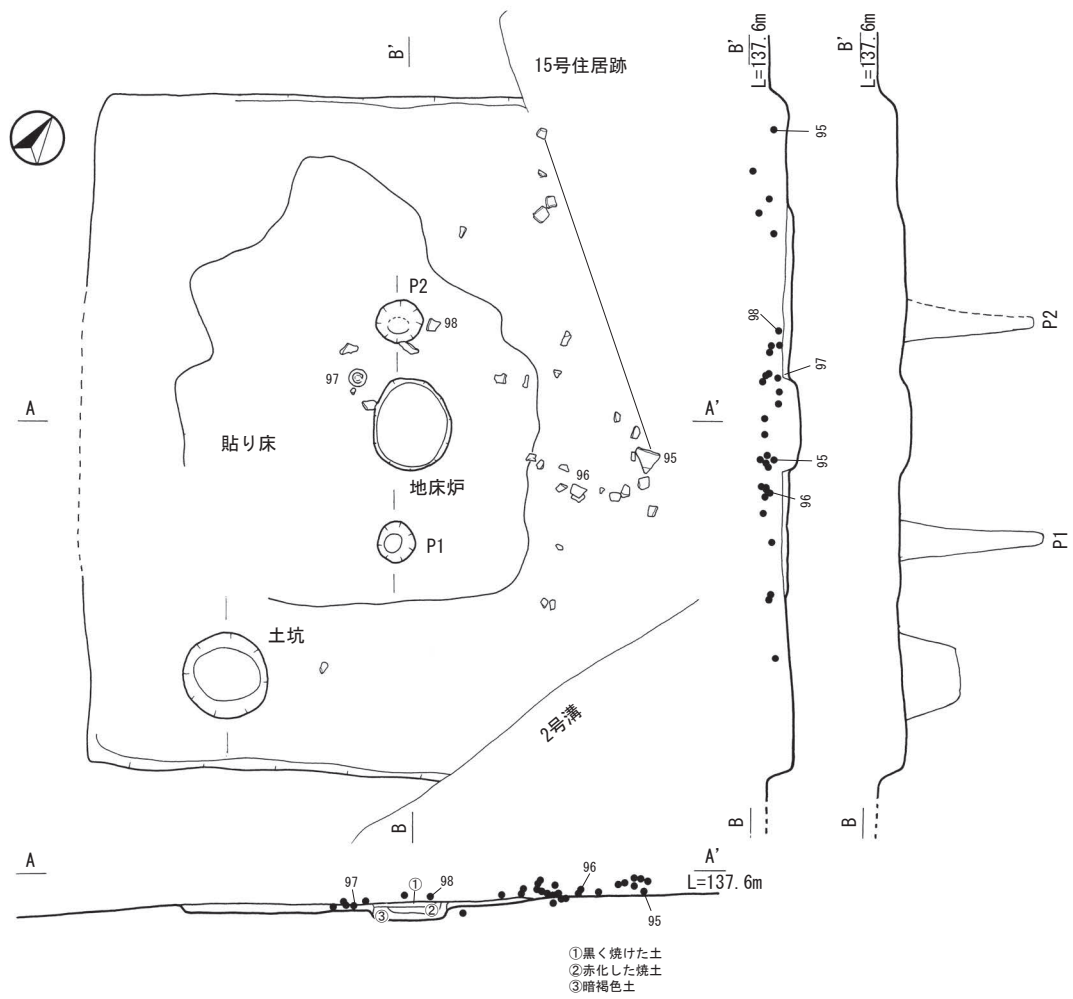 B'
15号住居跡
P2
98
97
A
A'
貼り床
95
96
地床炉
P1
土坑
2号溝
B
B'
L=137.6m
95
98
97
95
96
B
B'
L=137.6m
P2
P1
B
A
A'
L=137.6m
①
96
97
98
②
③
95
①黒く焼けた土
②赤化した焼土
③暗褐色土